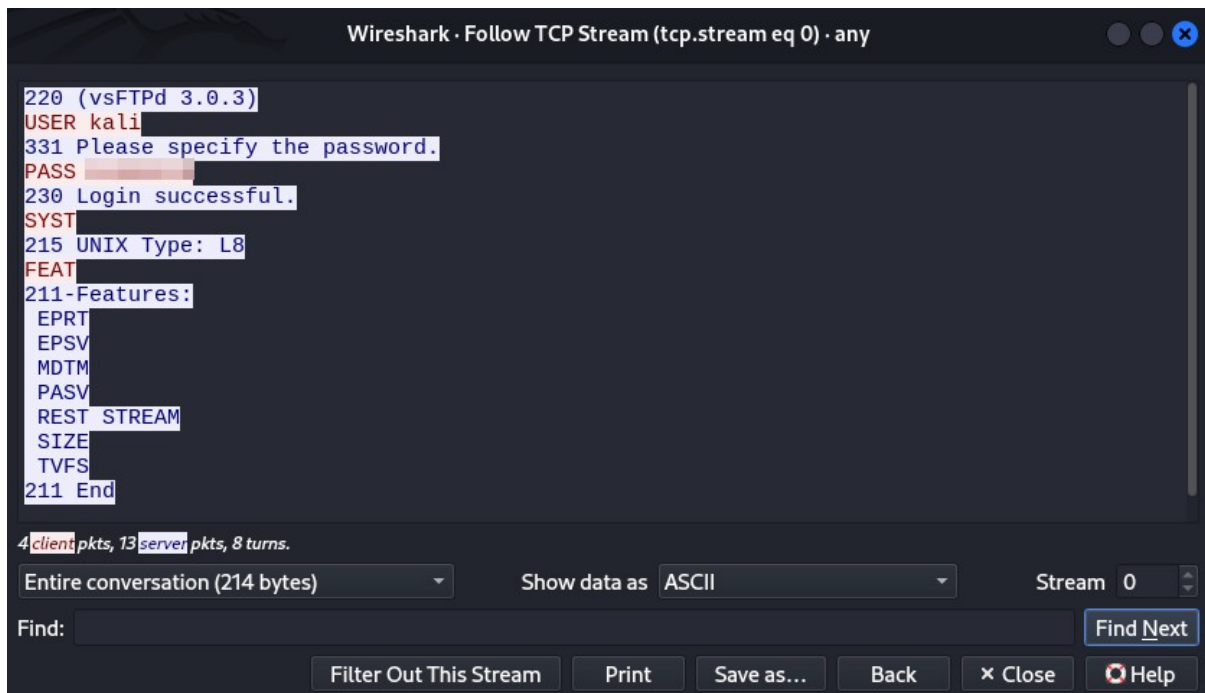 Wireshark · Follow TCP Stream (tcp.stream eq 0) · any
220 (vsFTPd 3.0.3)
USER kali
331 Please specify the password.
PASS
230 Login successful.
SYST
215 UNIX Type: L8
FEAT
211-Features:
EPRT
EPSV
MDTM
PASV
REST STREAM
SIZE
TVFS
211 End
4 client pkts, 13 server pkts, 8 turns.
Entire conversation (214 bytes) Show data as ASCII Stream 0
Find: Find Next
Filter Out This Stream Print Save as... Back × Close Help